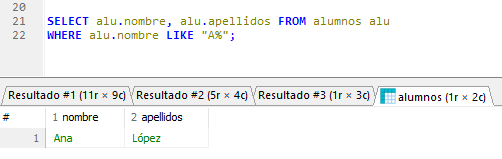 20
21 SELECT alu.nombre, alu.apellidos FROM alumnos alu
22 WHERE alu.nombre LIKE "A%";
Resultado #1 (11r × 9c) Resultado #2 (5r × 4c) Resultado #3 (1r × 3c) alumnos (1r × 2c)
# 1 nombre 2 apellidos
1 Ana López